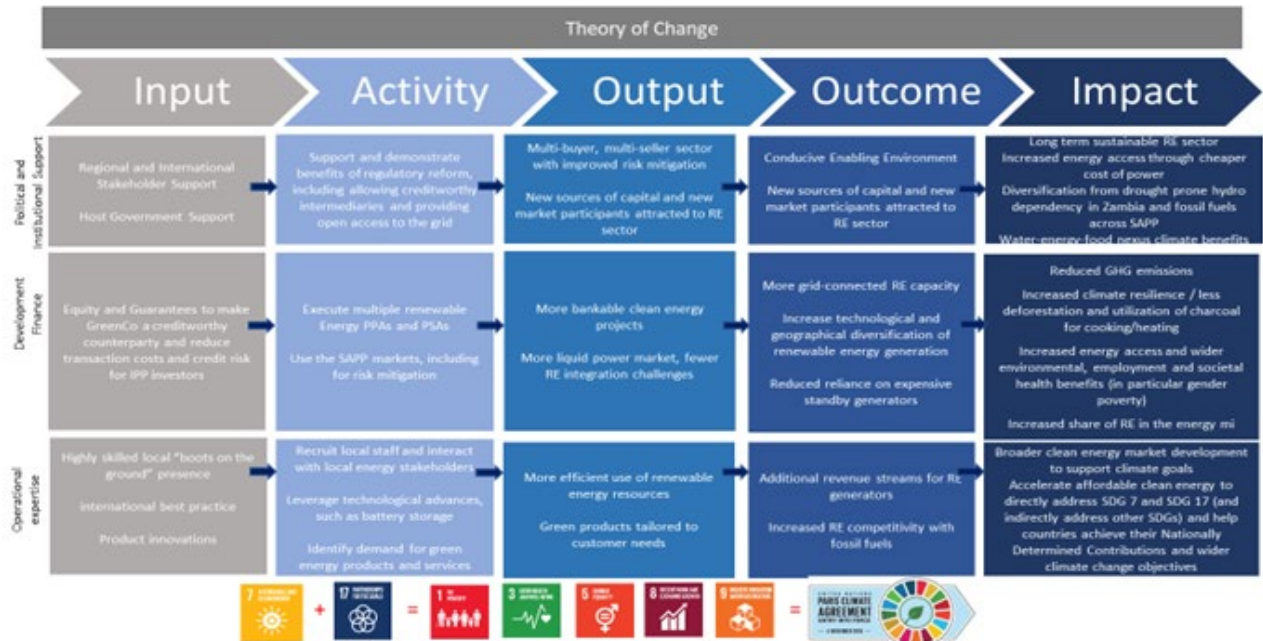 Theory of Change
Input
Activity
Output
Outcome
Impact
Political and
Institutional Support
Regional and International
Stakeholder Support
Host Government Support
Support and demonstrate
benefits of regulatory reform,
including allowing creditworthy
intermediaries and providing
open access to the grid
Multi-buyer, multi-seller sector
with improved risk mitigation
New sources of capital and new
market participants attracted to RE
sector
Conducive Enabling Environment
New sources of capital and new
market participants attracted to
RE sector
Long term sustainable RE sector
Increased energy access through cheaper
cost of power
Diversification from drought prone hydro
dependency in Zambia and fossil fuels
across SAPP
Water-energy-food nexus climate benefits
Development
Finance
Equity and Guarantees to make
GreenCo a creditworthy
counterparty and reduce
transaction costs and credit risk
for IPP investors
Execute multiple renewable
Energy PPAs and PSAs
Use the SAPP markets, including
for risk mitigation
More bankable clean energy
projects
More liquid power market, fewer
RE integration challenges
More grid-connected RE capacity
Increase technological and
geographical diversification of
renewable energy generation
Reduced reliance on expensive
standby generators
Reduced GHG emissions
Increased climate resilience / less
deforestation and utilization of charcoal
for cooking/heating
Increased energy access and wider
environmental, employment and societal
health benefits (in particular gender
poverty)
Increased share of RE in the energy mi
Operational
expertise
Highly skilled local "boots on the
ground" presence
International best practice
Product innovations
Recruit local staff and interact
with local energy stakeholders
Leverage technological advances,
such as battery storage
Identify demand for green
energy products and services
More efficient use of renewable
energy resources
Green products tailored to
customer needs
Additional revenue streams for RE
generators
Increased RE competitivity with
fossil fuels
Broader clean energy market development
to support climate goals
Accelerate affordable clean energy to
directly address SDG 7 and SDG 17 (and
indirectly address other SDGs) and help
countries achieve their Nationally
Determined Contributions and wider
climate change objectives
7
+
17
=
1
3
5
8
9
=
UNITED NATIONS
PARIS CLIMATE
AGREEMENT